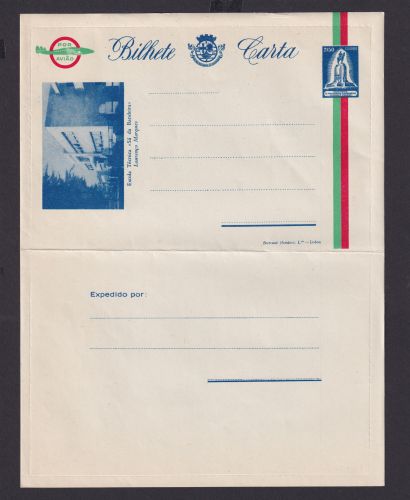 POR
AVIÃO
Bilhete Carta
Escola Técnica «Sá da Bandeira»
Lourenço Marques
Bertrand (Irmãos), L.da — Lisboa
Expedido por: